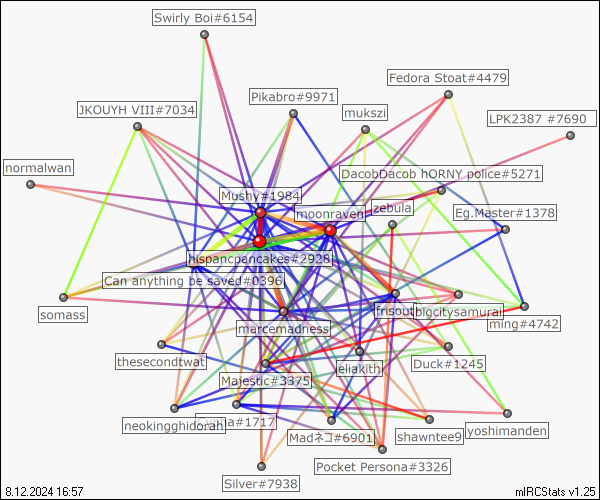 Swirly Boi#6154
Fedora Stoat#4479
Pikabro#9971
JKOUYH VIII#7034
mukszi
LPK2387 #7690
normalwan
DacobDacob hORNY police#5271
Mushy#1984
moonraven
zebula
Eg.Master#1378
hispancpancakes#2928
Can anything be saved#0396
somass
frisout
bigcitysamurai
ming#4742
marcemadness
thesecondtwat
eliakith
Duck#1245
Majestic#3375
neokingghidorah
#1717
Madネコ#6901
shawntee9
yoshimanden
Pocket Persona#3326
Silver#7938
8.12.2024 16:57
mIRCStats v1.25